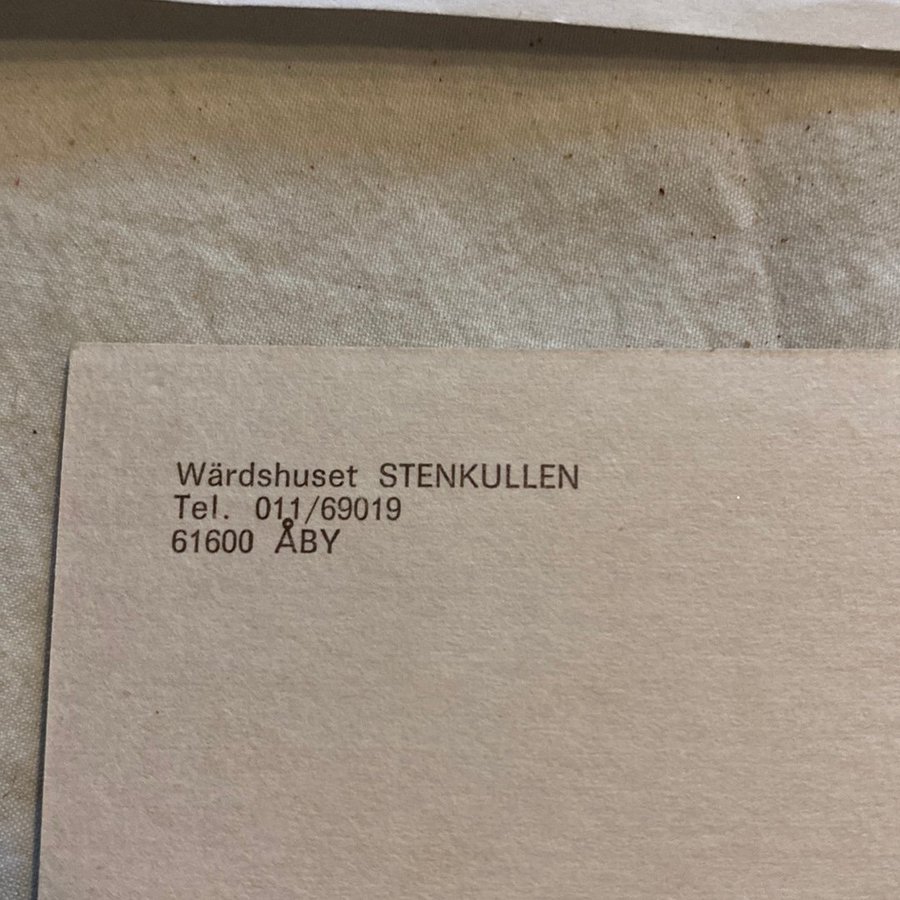 Wärdshuset STENKULLEN
Tel. 011/69019
61600 ÅBY